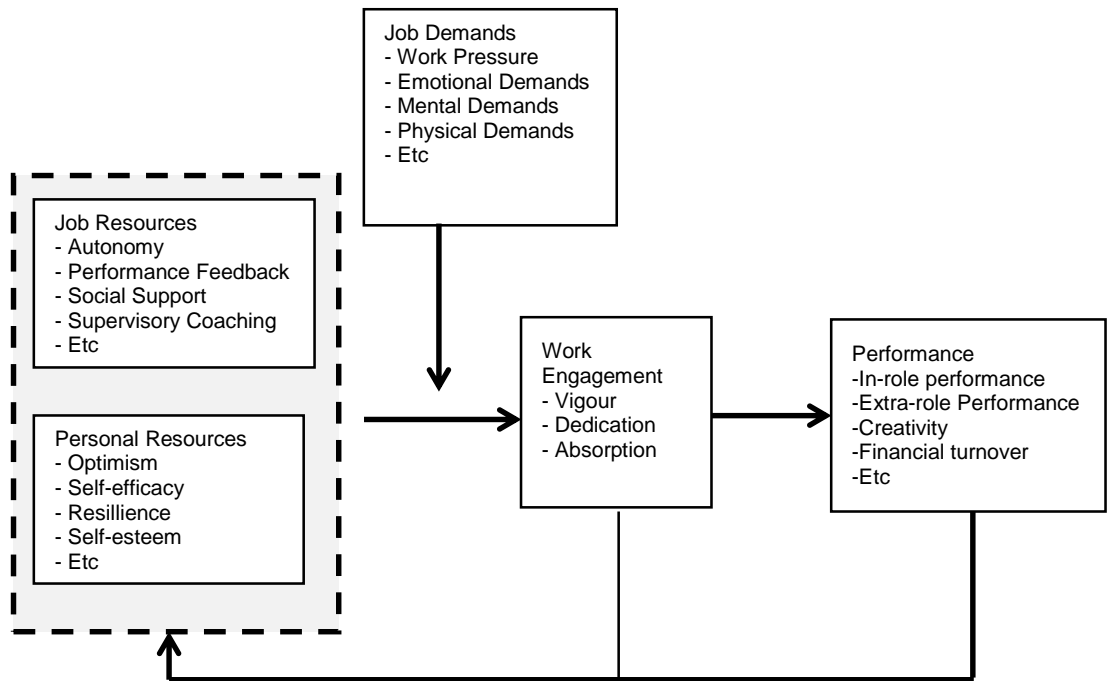 Job Demands
- Work Pressure
- Emotional Demands
- Mental Demands
- Physical Demands
- Etc
Job Resources
- Autonomy
- Performance Feedback
- Social Support
- Supervisory Coaching
- Etc
Personal Resources
- Optimism
- Self-efficacy
- Resillience
- Self-esteem
- Etc
Work
Engagement
- Vigour
- Dedication
- Absorption
Performance
-In-role performance
-Extra-role Performance
-Creativity
-Financial turnover
-Etc